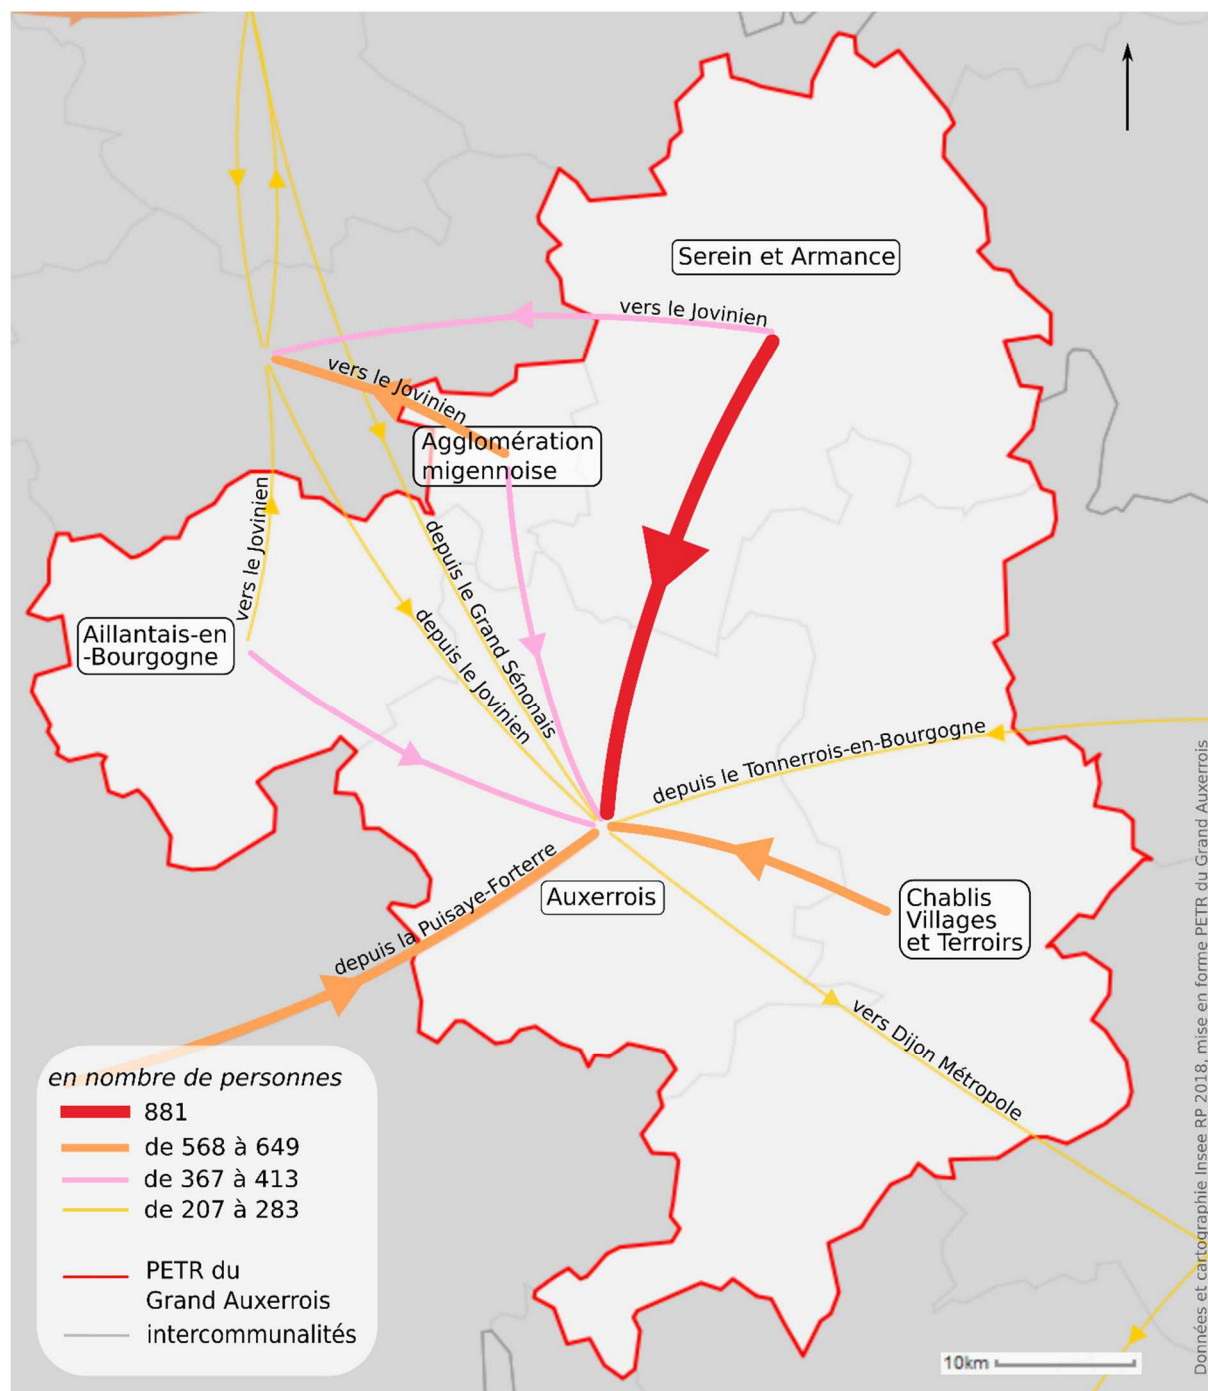 Serein et Armance
vers le Jovinien
vers le Jovinien
Agglomération
migennoise
vers le Jovinien
depuis le Grand Sénonais
depuis le Jovinien
Aillantais-en
-Bourgogne
depuis le Tonnerrois-en-Bourgogne
depuis la Puisaye-Forterre
Auxerrois
Chablis
Villages
et Terroirs
vers Dijon Métropole
en nombre de personnes
881
de 568 à 649
de 367 à 413
de 207 à 283
PETR du
Grand Auxerrois
intercommunalités
10km
Données et cartographie Insee RP 2018, mise en forme PETR du Grand Auxerrois